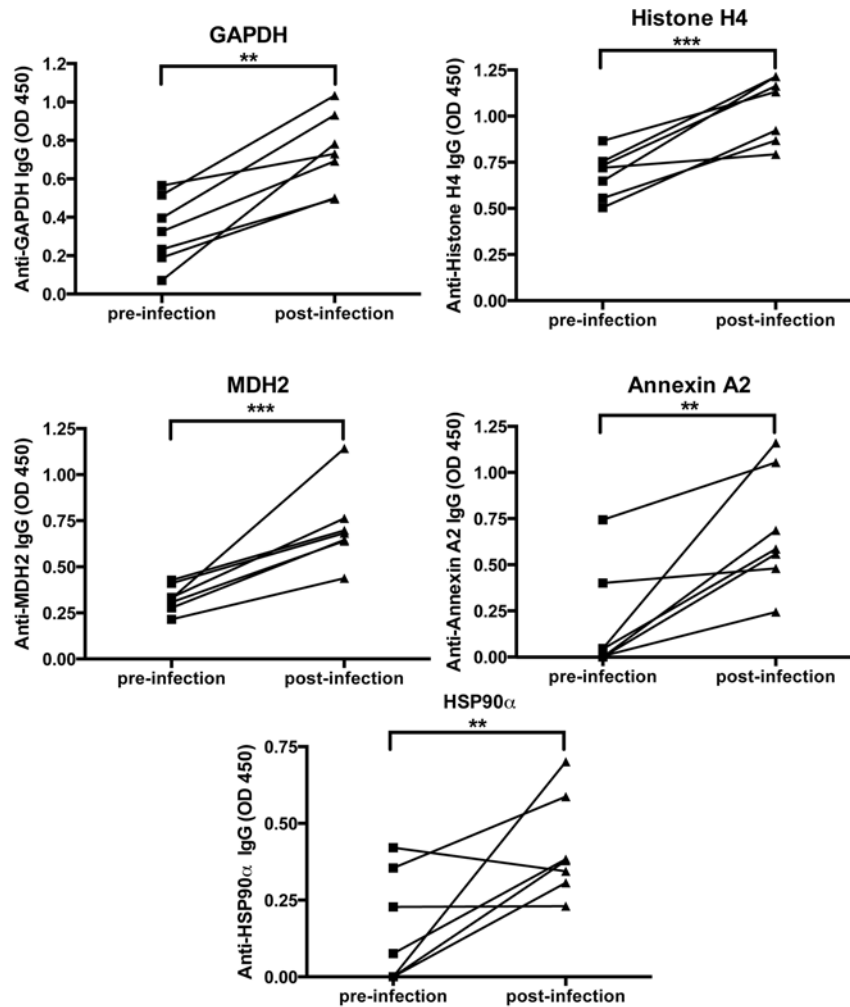 GAPDH
**
Anti-GAPDH IgG (OD 450)
1.2
1.0
0.8
0.6
0.4
0.2
0.0
pre-infection post-infection
Histone H4
***
Anti-Histone H4 IgG (OD 450)
1.25
1.00
0.75
0.50
0.25
0.00
pre-infection post-infection
MDH2
***
Anti-MDH2 IgG (OD 450)
1.25
1.00
0.75
0.50
0.25
0.00
pre-infection post-infection
Annexin A2
**
Anti-Annexin A2 IgG (OD 450)
1.25
1.00
0.75
0.50
0.25
0.00
pre-infection post-infection
HSP90α
**
Anti-HSP90α IgG (OD 450)
0.75
0.50
0.25
0.00
pre-infection post-infection